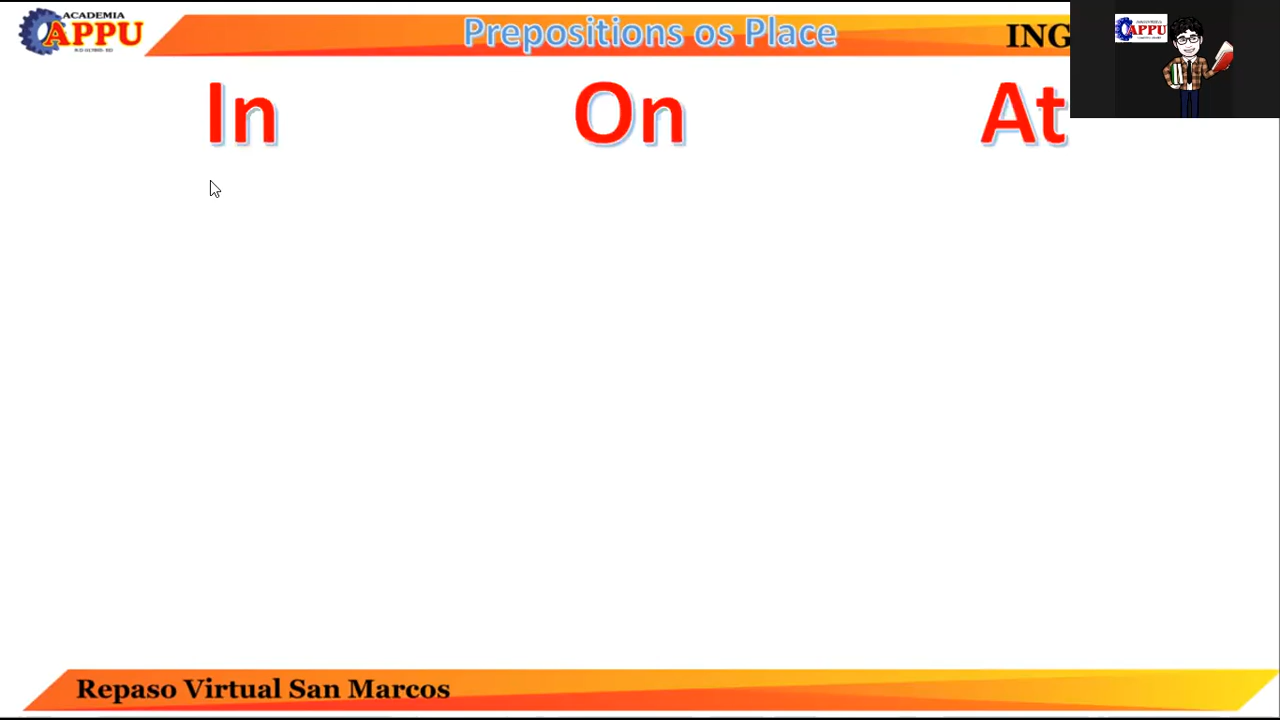 ACADEMIA
APPU
Prepositions os Place
ING
APPU
In On At
Repaso Virtual San Marcos